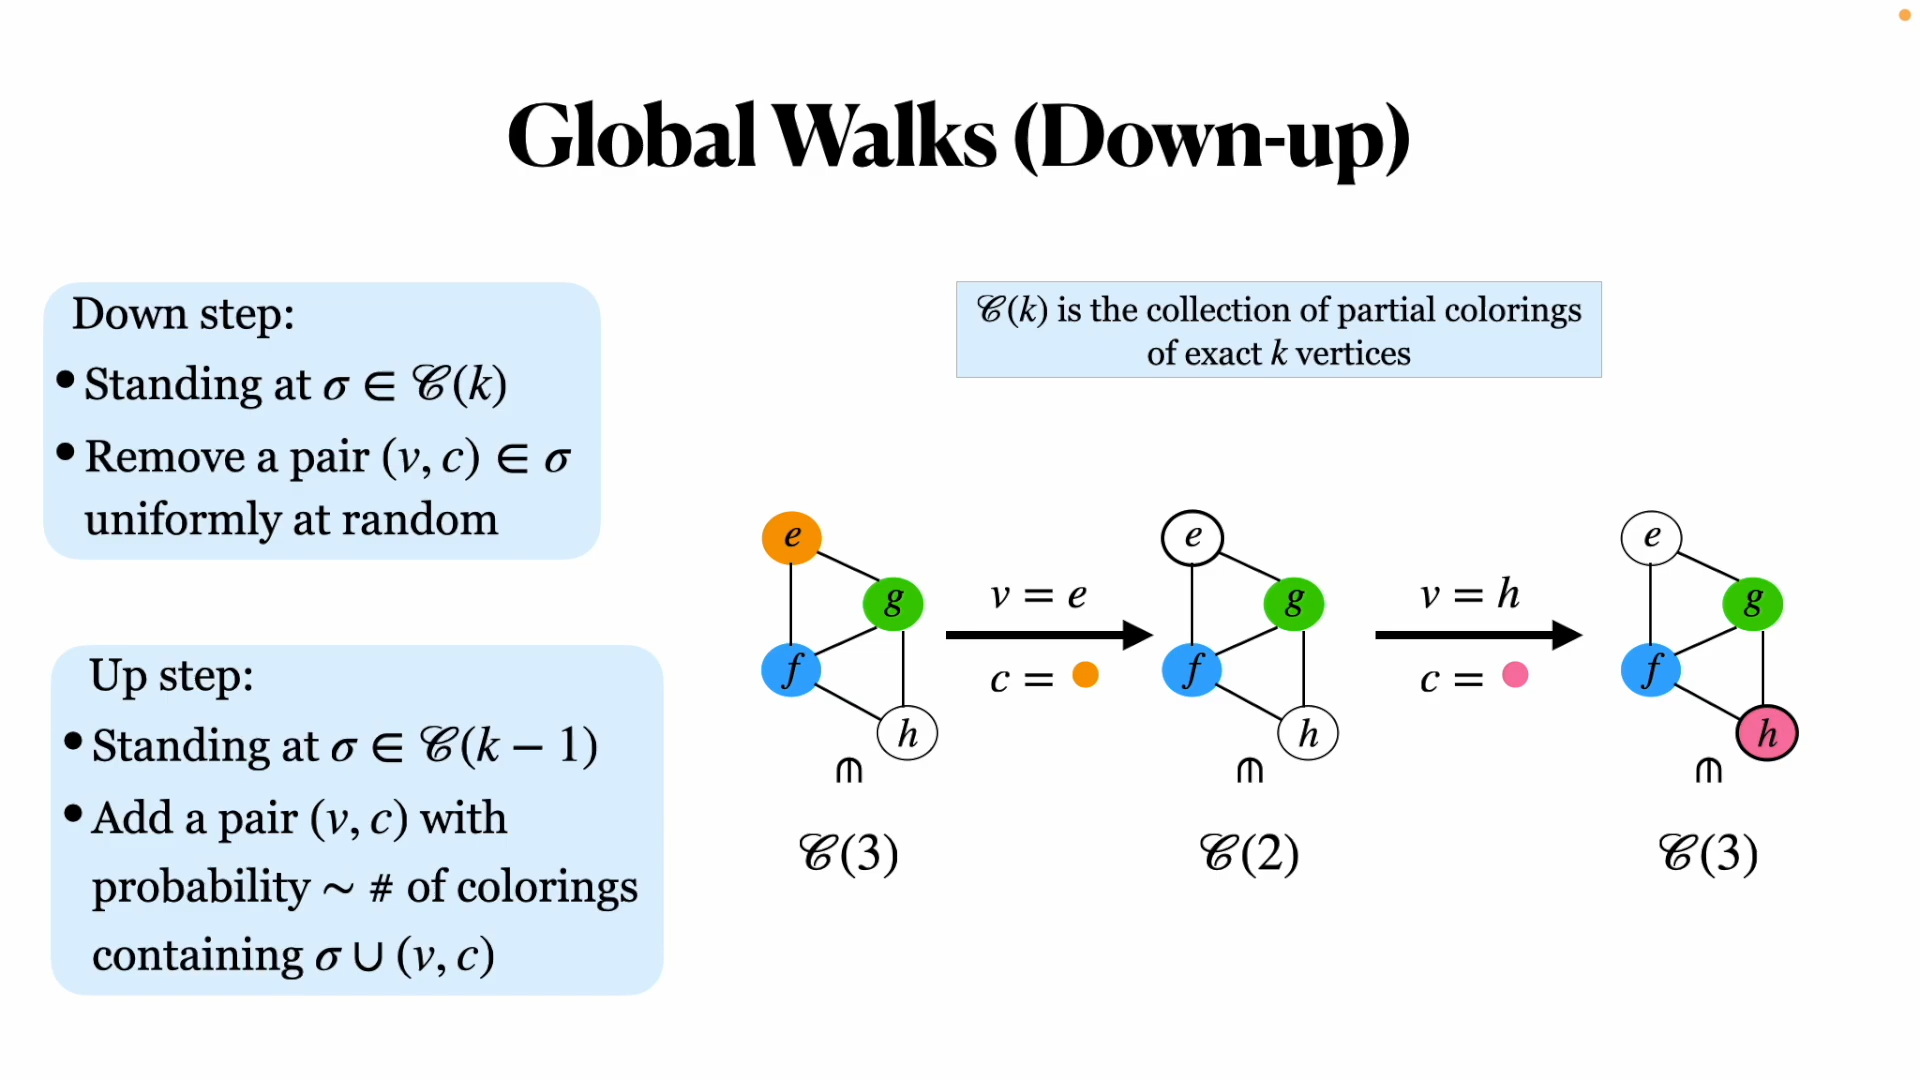 Global Walks (Down-up)
Down step:
• Standing at σ ∈ 𝒞(k)
• Remove a pair (v, c) ∈ σ
uniformly at random
Up step:
• Standing at σ ∈ 𝒞(k − 1)
• Add a pair (v, c) with
probability ∼ # of colorings
containing σ ∪ (v, c)
𝒞(k) is the collection of partial colorings
of exact k vertices
e
g
f
h
∈
𝒞(3)
v = e
c =
e
g
f
h
∈
𝒞(2)
v = h
c =
e
g
f
h
∈
𝒞(3)